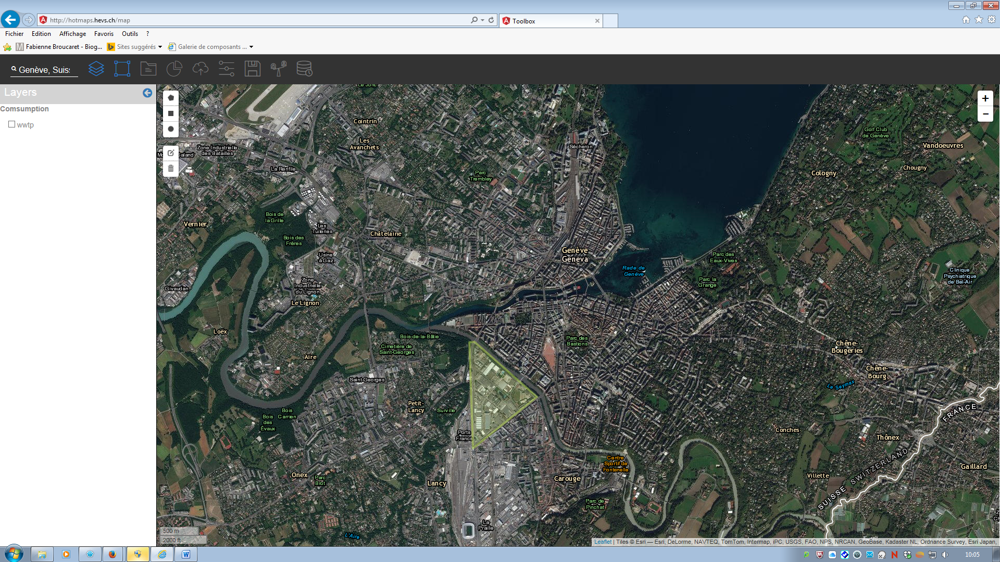 http://hotmaps.hevs.ch/map
Toolbox
Fichier Edition Affichage Favoris Outils ?
Fabienne Broucaret - Biog... Sites suggérés Galerie de composants ...
Genève, Suis
Layers
Comsumption
wwtp
+
−
Cointrin
Les
Avanchets
Zone Industrielle
des Batailles
La Renfile
Sécheron
Parc
Trembley
Golf Club
de Genève
Vandoeuvres
Chougny
Cologny
Vernier
Bois de
la Grille
Les
Tuileries
Bois des
Frères
Châtelaine
Usine
à Gaz
Genève
Geneva
Rade de
Genève
Parc des
Eaux-Vives
Parc la
Grange
Clinique
Psychiatrique
de Bel-Air
Givaudan
Zone
Industrielle
du Lignon
Le Lignon
Loëx
Bois-de-la-Bâtie
Cimetière de
Saint-Georges
Parc des
Bastions
Chêne-
Bougeries
Chêne-
Bourg
Le Seymaz
Aïre
Saint-Georges
Petit-
Lancy
Surville
Bois
Carrien
Bois
des
Évaux
Ports
Francs
FRANCE
Conches
Thônex
SUISSE SWITZERLAND
Gaillard
Villette
Centre
Sportif de
Fontenelle
Carouge
Onex
Parc
Brot
Lancy
Parc de
Pinchat
La
Praille
L'Aire
500 m
2000 ft
Leaflet | Tiles © Esri — Esri, DeLorme, NAVTEQ, TomTom, Intermap, iPC, USGS, FAO, NPS, NRCAN, GeoBase, Kadaster NL, Ordnance Survey, Esri Japan,
10:05